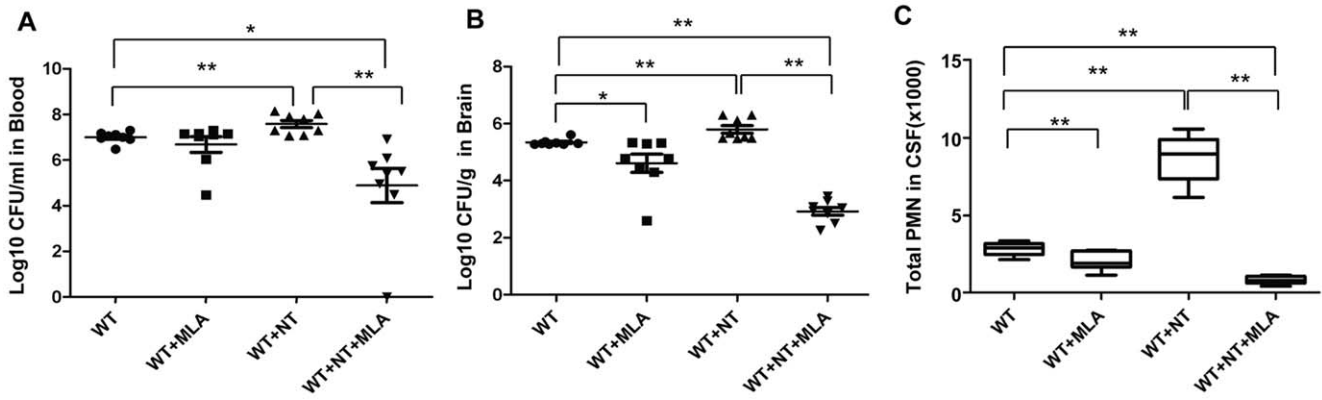 A
Log10 CFU/ml in Blood
10
8
6
4
2
0
*
**
**
WT
WT+MLA
WT+NT
WT+NT+MLA
B
Log10 CFU/g in Brain
8
6
4
2
0
**
**
**
*
WT
WT+MLA
WT+NT
WT+NT+MLA
C
Total PMN in CSF(x1000)
15
10
5
0
**
**
**
**
WT
WT+MLA
WT+NT
WT+NT+MLA